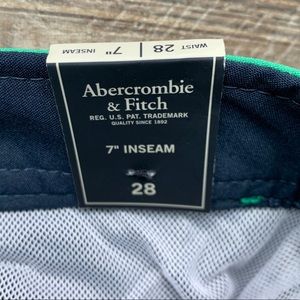 WAIST 28 | 7" INSEAM
Abercrombie
& Fitch
REG. U.S. PAT. TRADEMARK
QUALITY SINCE 1892
7" INSEAM
28